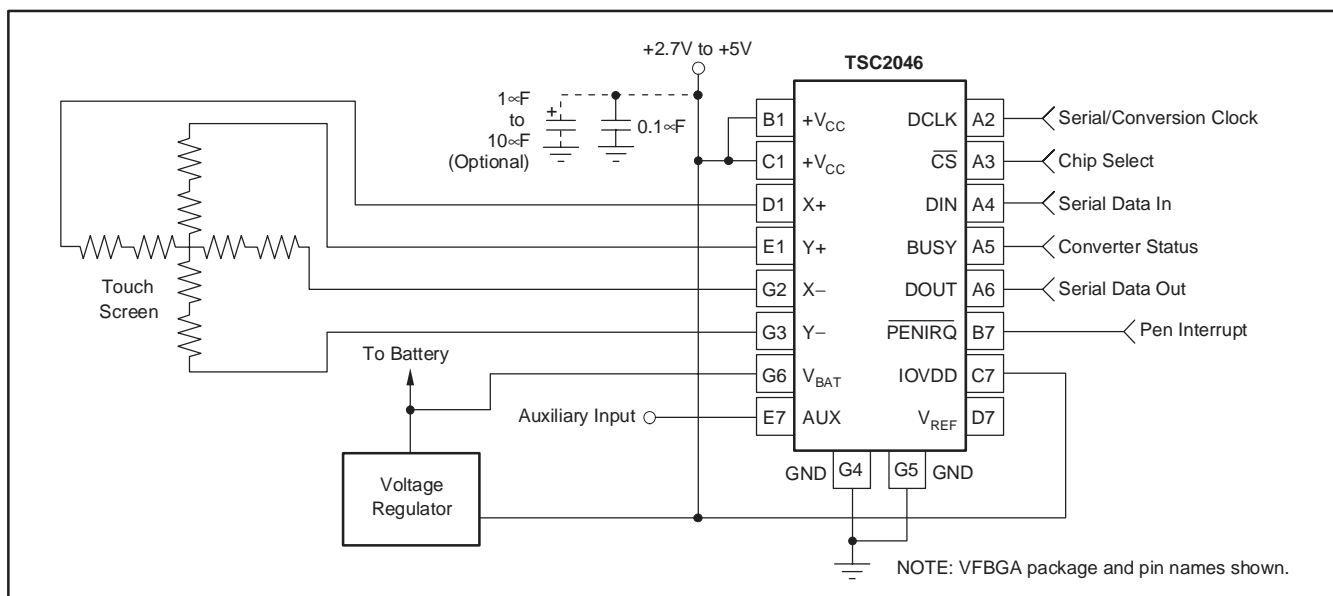 +2.7V to +5V
TSC2046
1∝F
to
10∝F
(Optional)
+
0.1∝F
B1 +VCC
C1 +VCC
D1 X+
E1 Y+
G2 X−
G3 Y−
G6 VBAT
E7 AUX
DCLK A2 Serial/Conversion Clock
CS A3 Chip Select
DIN A4 Serial Data In
BUSY A5 Converter Status
DOUT A6 Serial Data Out
PENIRQ B7 Pen Interrupt
IOVDD C7
VREF D7
Touch
Screen
To Battery
Auxiliary Input
Voltage
Regulator
GND G4 G5 GND
NOTE: VFBGA package and pin names shown.